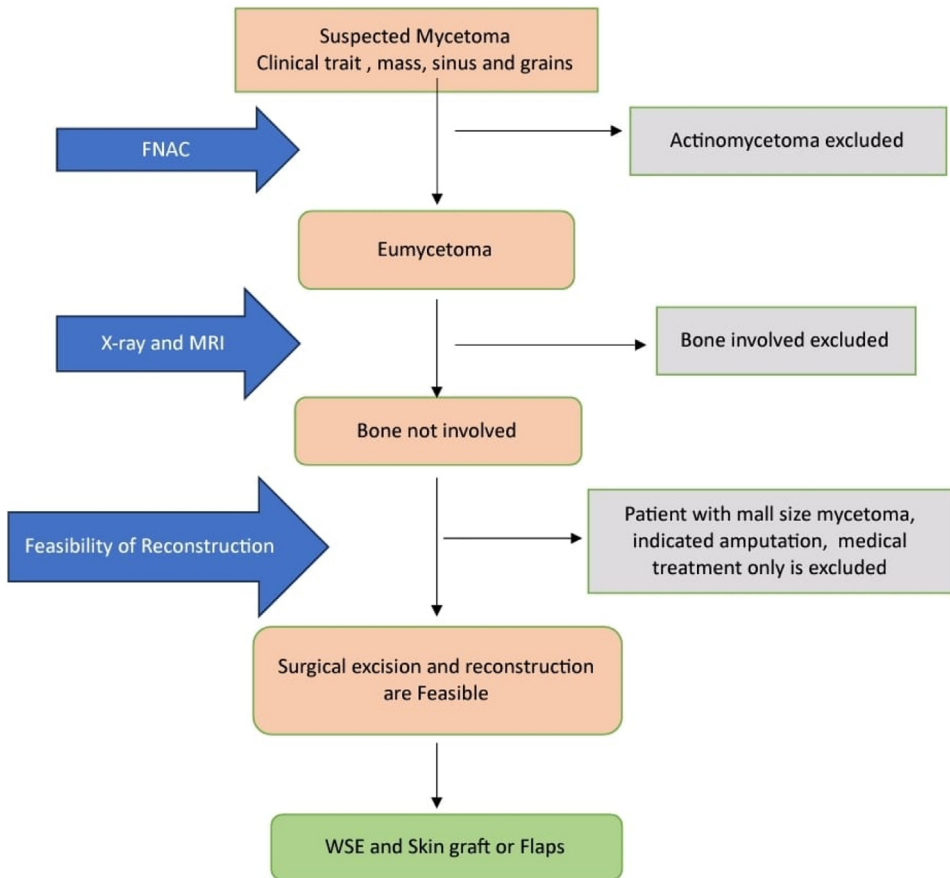 Suspected Mycetoma
Clinical trait , mass, sinus and grains
FNAC
Actinomycetoma excluded
Eumycetoma
X-ray and MRI
Bone involved excluded
Bone not involved
Feasibility of Reconstruction
Patient with mall size mycetoma,
indicated amputation, medical
treatment only is excluded
Surgical excision and reconstruction
are Feasible
WSE and Skin graft or Flaps